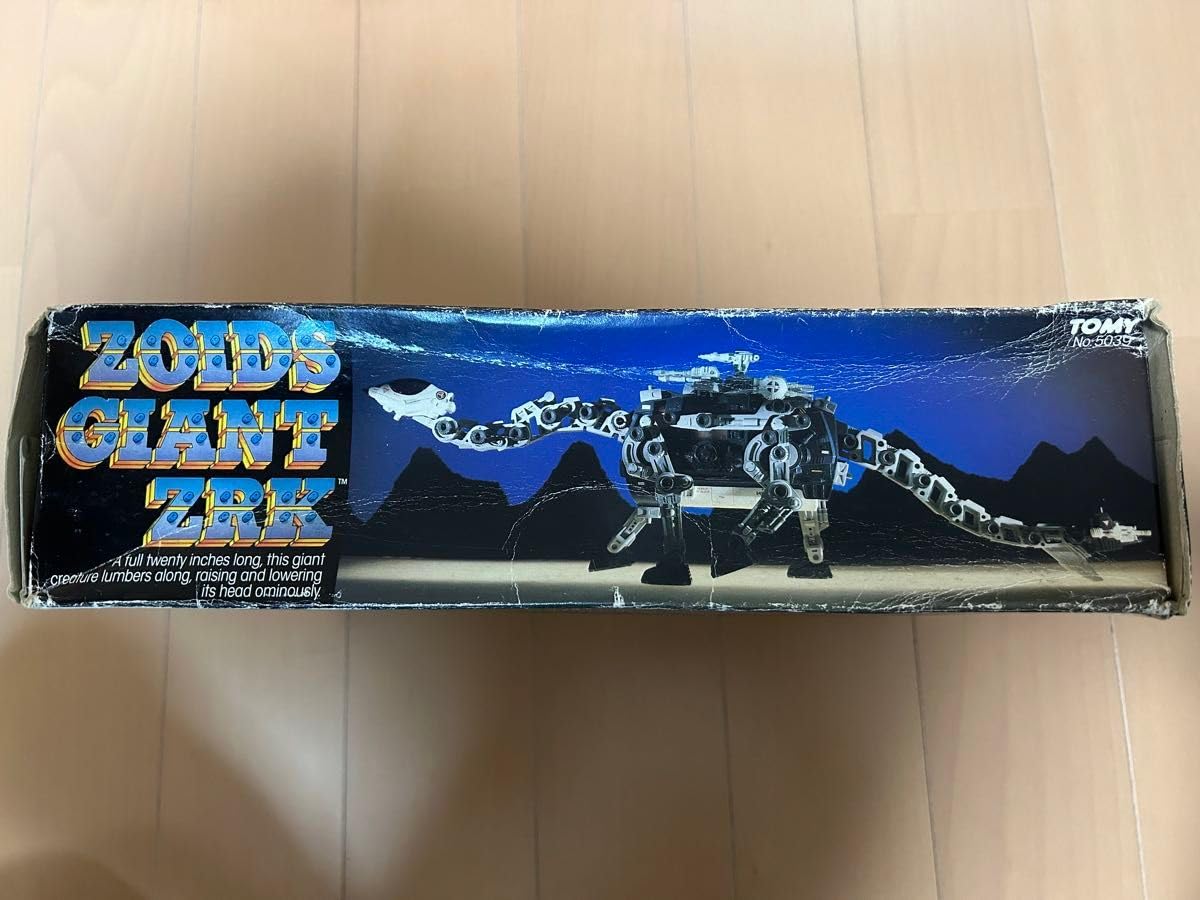 ZOIDS
GIANT
ZRK™
A full twenty inches long, this giant
creature lumbers along, raising and lowering
its head ominously.
TOMY
No.5039